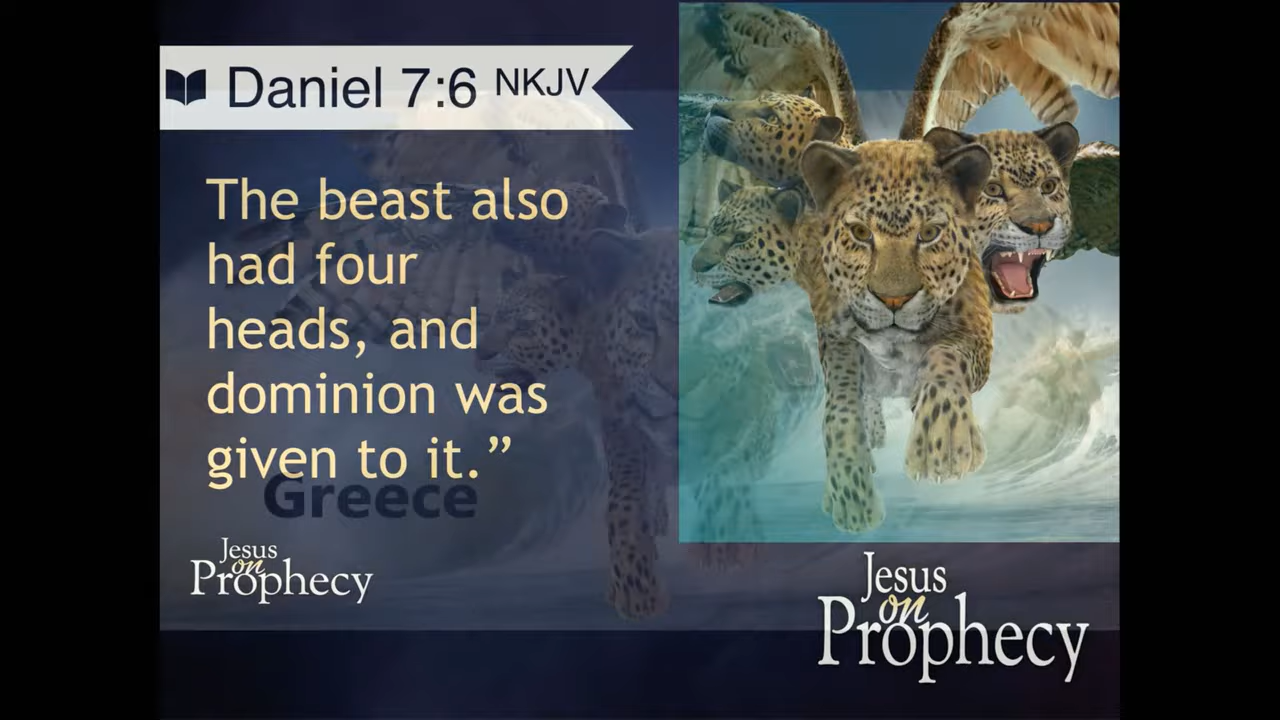 Daniel 7:6 NKJV
The beast also
had four
heads, and
dominion was
given to it.”
Greece
Jesus
on
Prophecy
Jesus
on
Prophecy